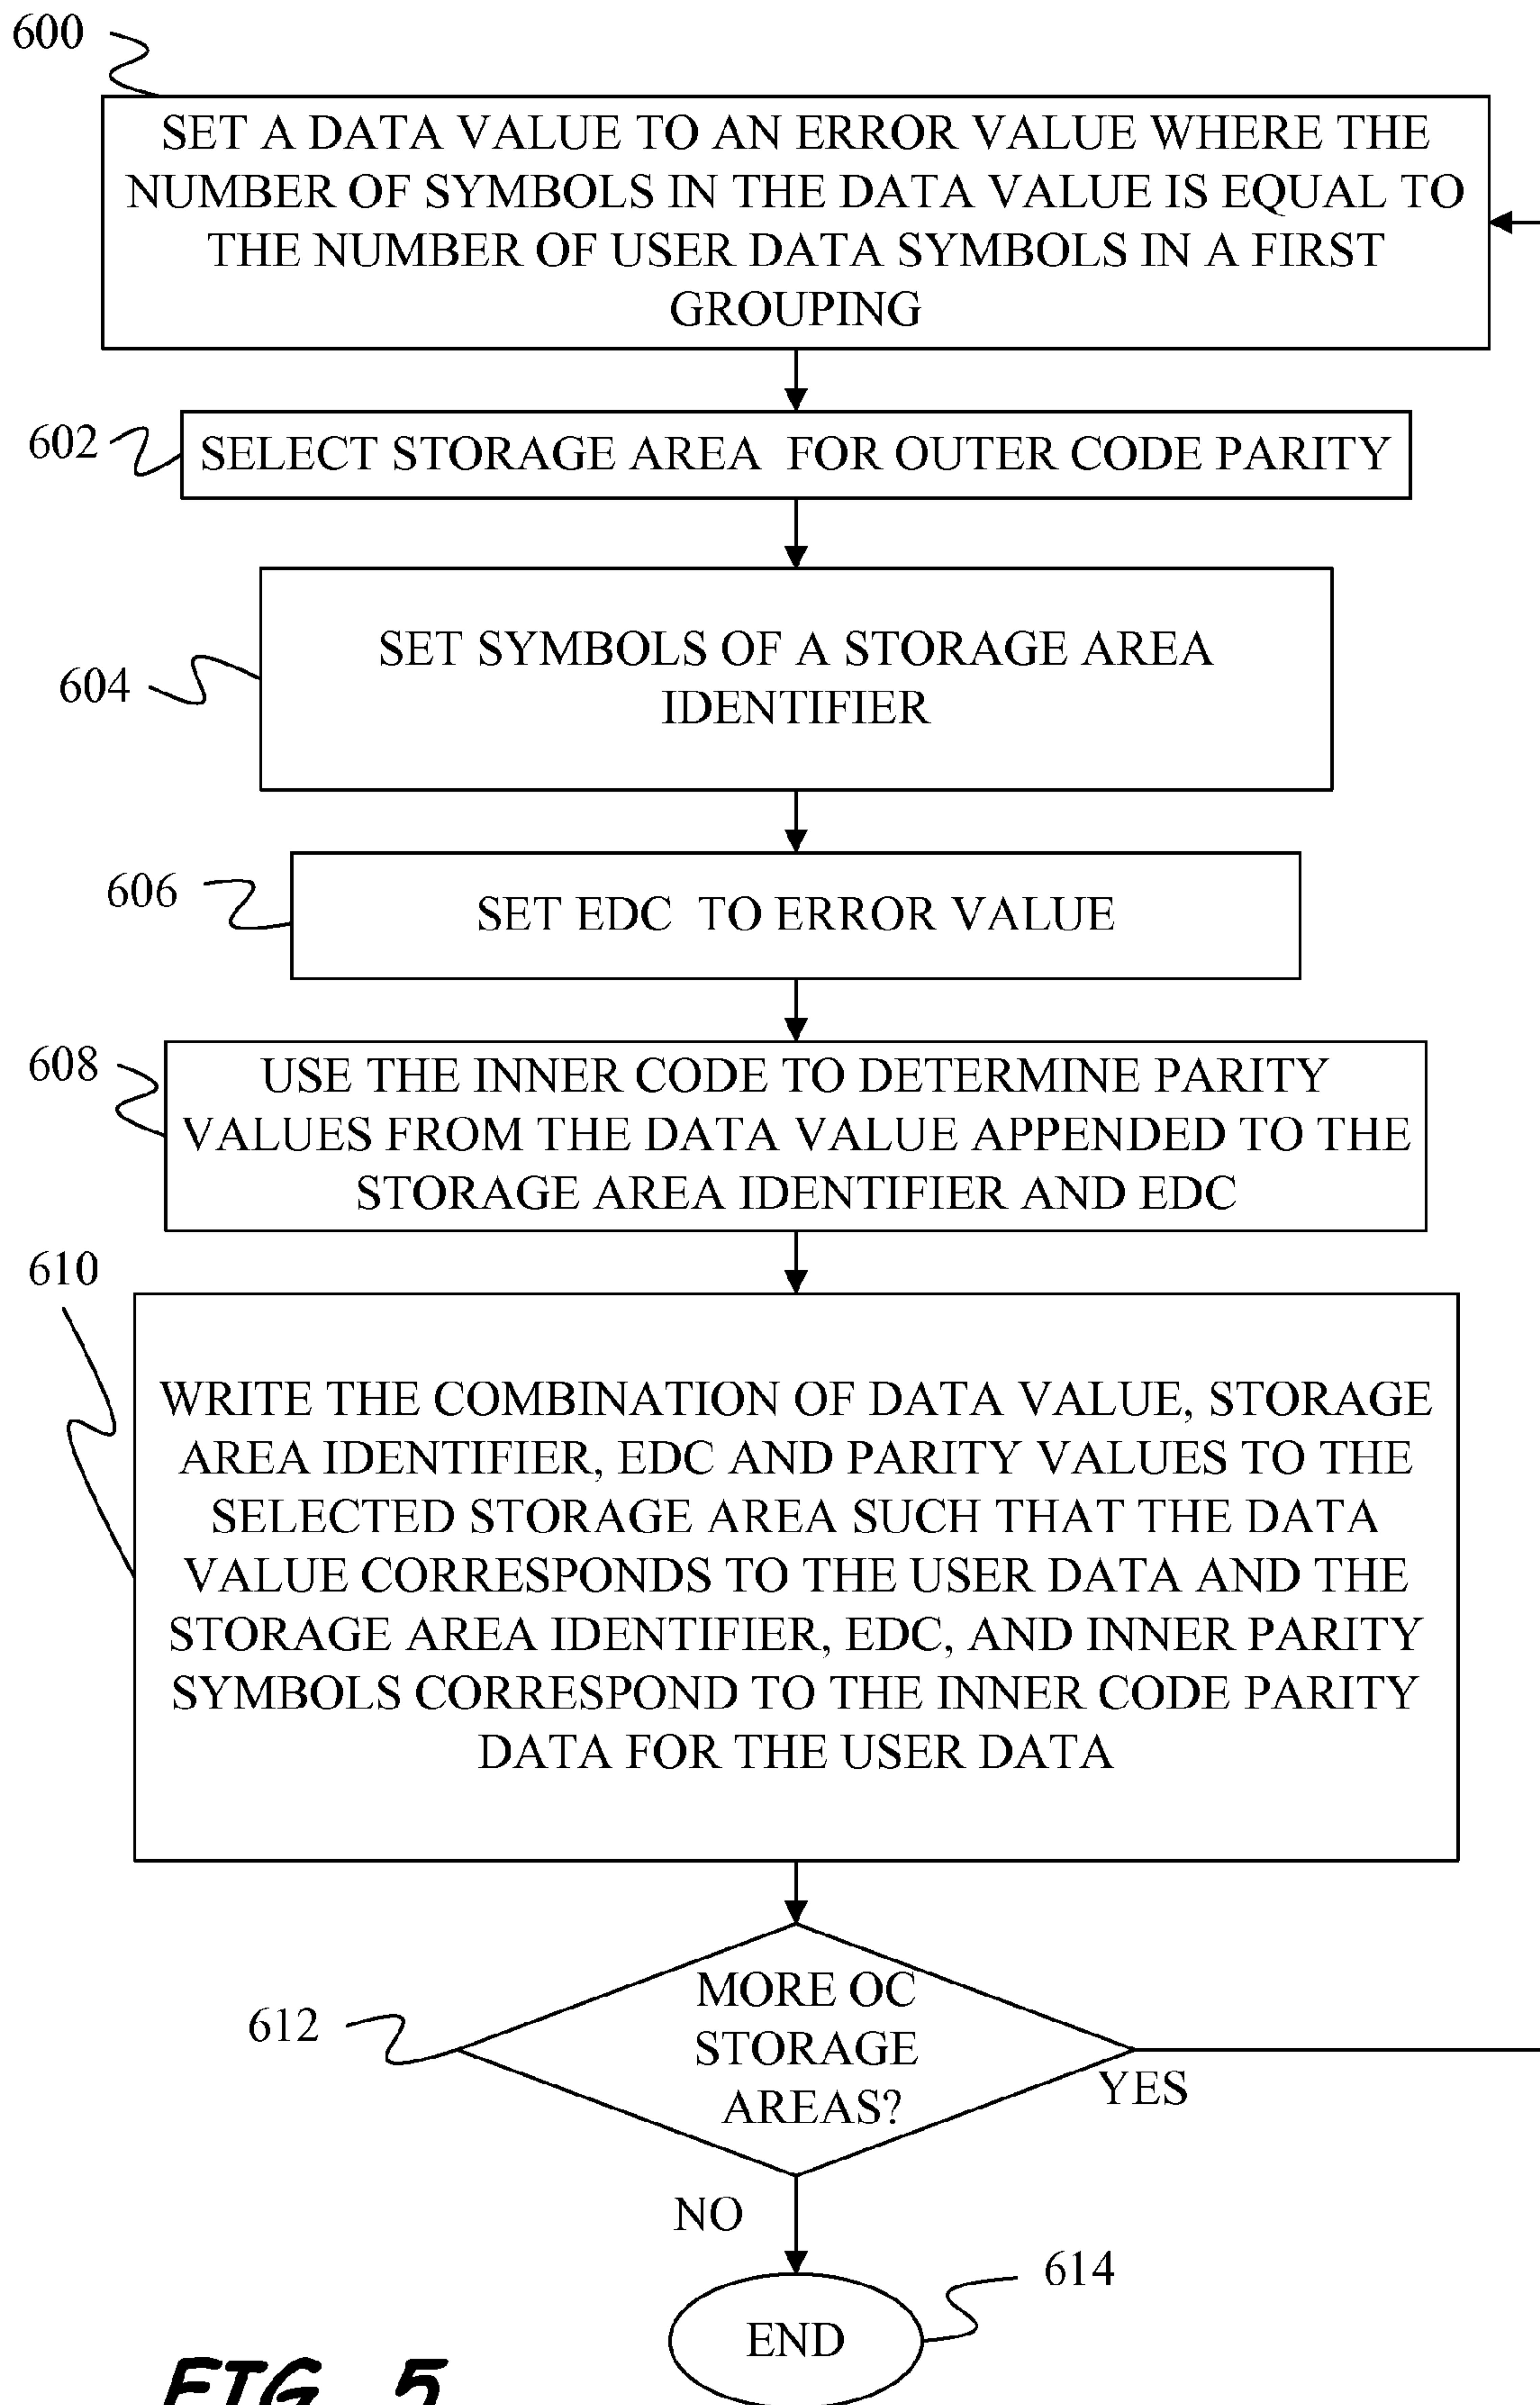 600
SET A DATA VALUE TO AN ERROR VALUE WHERE THE
NUMBER OF SYMBOLS IN THE DATA VALUE IS EQUAL TO
THE NUMBER OF USER DATA SYMBOLS IN A FIRST
GROUPING
602
SELECT STORAGE AREA FOR OUTER CODE PARITY
604
SET SYMBOLS OF A STORAGE AREA
IDENTIFIER
606
SET EDC TO ERROR VALUE
608
USE THE INNER CODE TO DETERMINE PARITY
VALUES FROM THE DATA VALUE APPENDED TO THE
STORAGE AREA IDENTIFIER AND EDC
610
WRITE THE COMBINATION OF DATA VALUE, STORAGE
AREA IDENTIFIER, EDC AND PARITY VALUES TO THE
SELECTED STORAGE AREA SUCH THAT THE DATA
VALUE CORRESPONDS TO THE USER DATA AND THE
STORAGE AREA IDENTIFIER, EDC, AND INNER PARITY
SYMBOLS CORRESPOND TO THE INNER CODE PARITY
DATA FOR THE USER DATA
612
MORE OC
STORAGE
AREAS?
YES
NO
614
END
FIG. 5